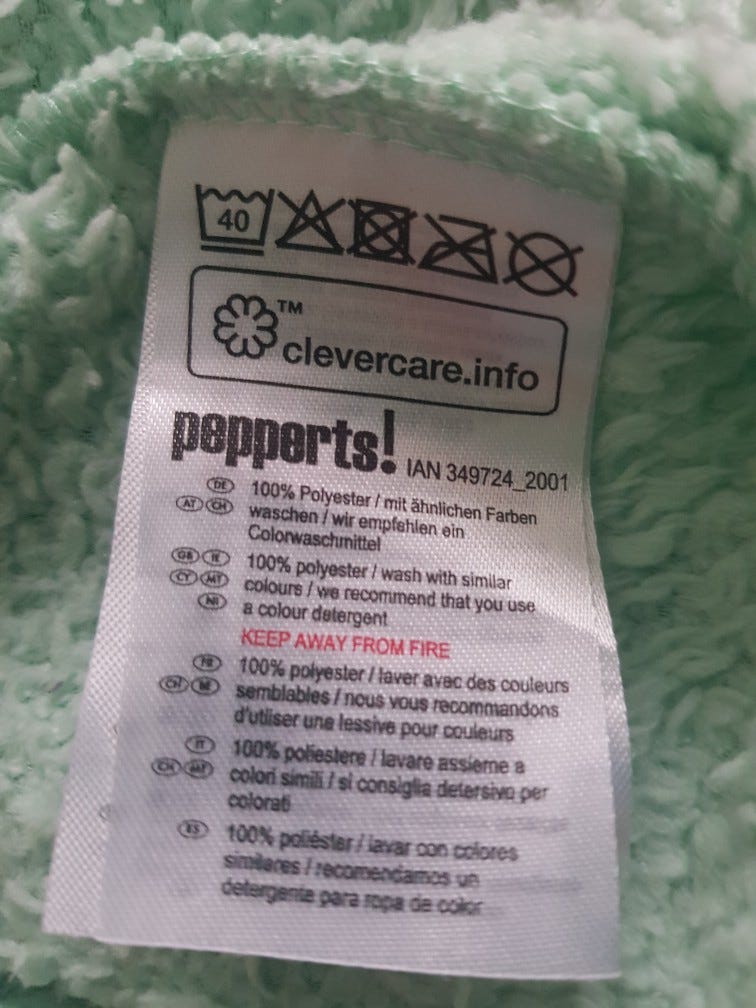 40
™
clevercare.info
pepperts! IAN 349724_2001
DE 100% Polyester / mit ähnlichen Farben
AT CH waschen / wir empfehlen ein
Colorwaschmittel
GB IE 100% polyester / wash with similar
CY MT colours / we recommend that you use
NI a colour detergent
KEEP AWAY FROM FIRE
FR 100% polyester / laver avec des couleurs
CH BE semblables / nous vous recommandons
d'utliser une lessive pour couleurs
IT 100% poliestere / lavare assieme a
CH MT colori simili / si consiglia detersivo per
colorati
ES 100% poliéster / lavar con colores
similares / recomendamos un
detergente para ropa de color